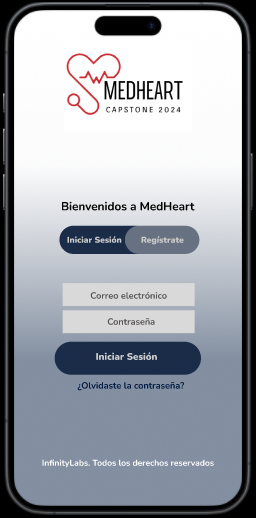 MEDHEART
CAPSTONE 2024
Bienvenidos a MedHeart
Iniciar Sesión Regístrate
Correo electrónico
Contraseña
Iniciar Sesión
¿Olvidaste la contraseña?
InfinityLabs. Todos los derechos reservados